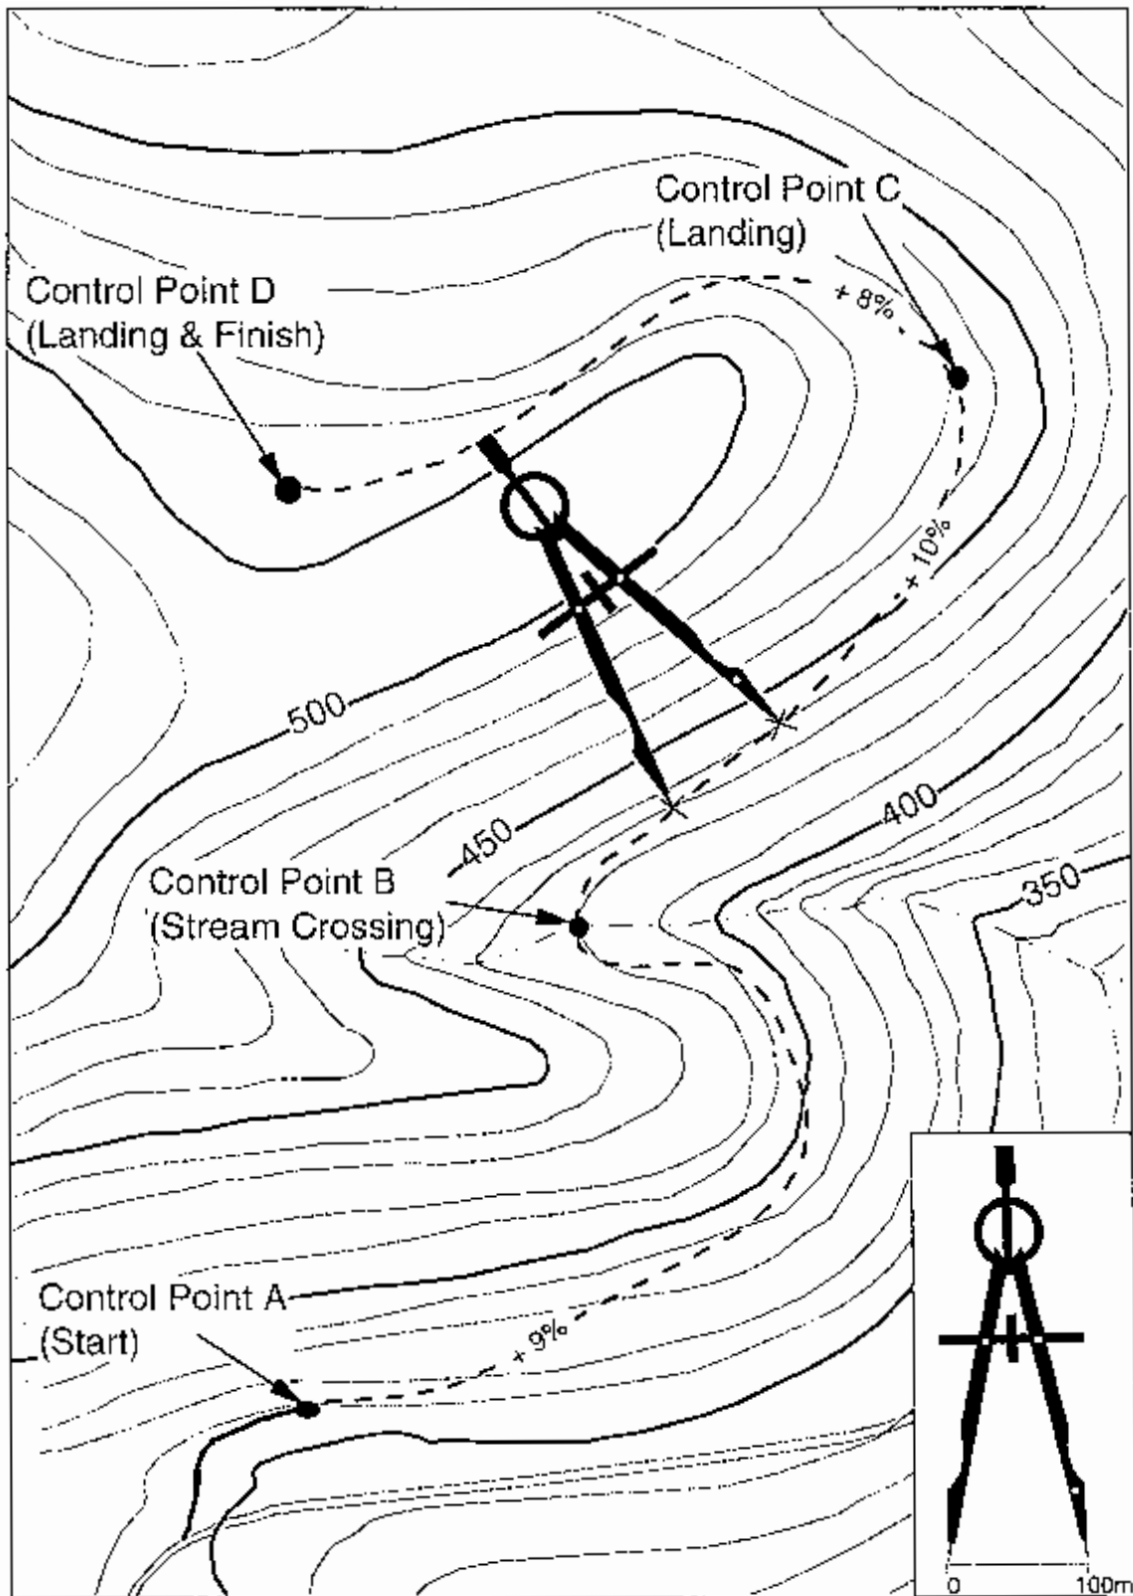 Control Point C
(Landing)
+ 8%
Control Point D
(Landing & Finish)
+ 10%
500
400
450
350
Control Point B
(Stream Crossing)
Control Point A
(Start)
+ 9%
0 100m